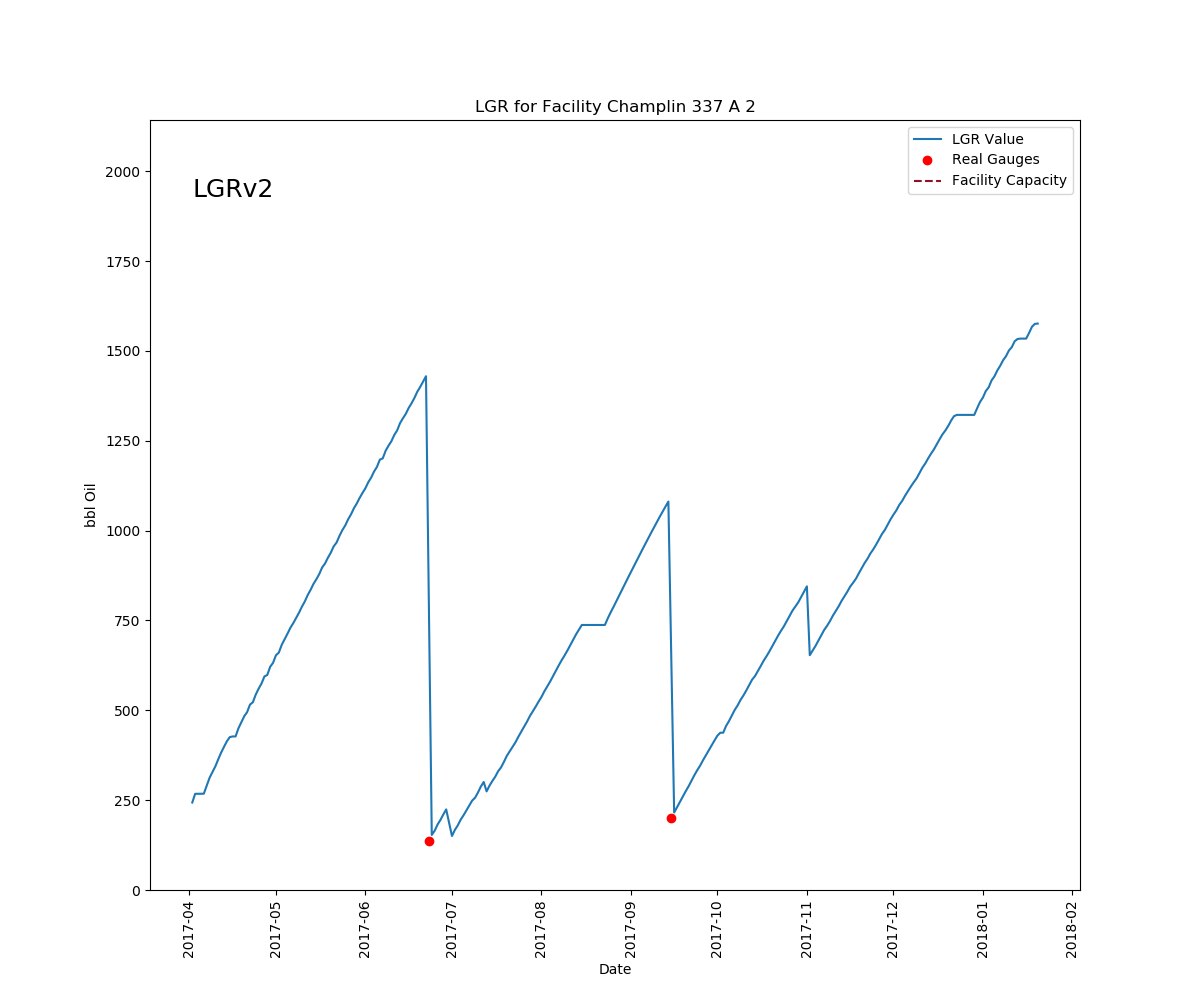 LGR for Facility Champlin 337 A 2
LGRv2
LGR Value
Real Gauges
Facility Capacity
bbl Oil
2000
1750
1500
1250
1000
750
500
250
0
2017-04
2017-05
2017-06
2017-07
2017-08
2017-09
2017-10
2017-11
2017-12
2018-01
2018-02
Date